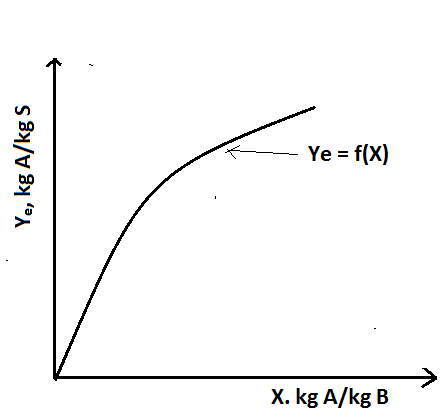 Yₑ, kg A/kg S
Ye = f(X)
X. kg A/kg B